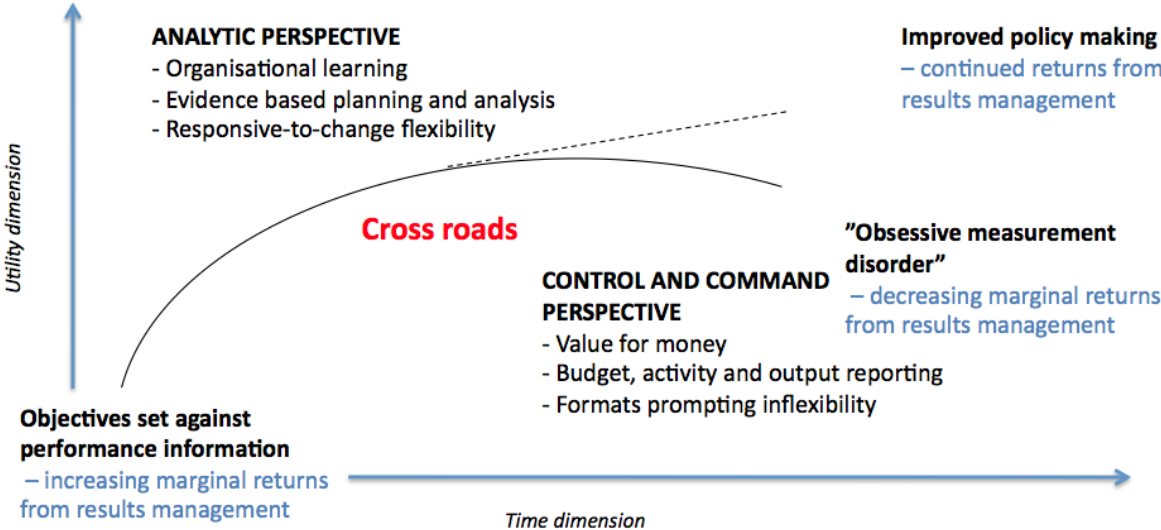 ANALYTIC PERSPECTIVE
- Organisational learning
- Evidence based planning and analysis
- Responsive-to-change flexibility
Improved policy making
– continued returns from
results management
Utility dimension
Cross roads
”Obsessive measurement
disorder”
– decreasing marginal returns
from results management
CONTROL AND COMMAND
PERSPECTIVE
- Value for money
- Budget, activity and output reporting
- Formats prompting inflexibility
Objectives set against
performance information
– increasing marginal returns
from results management
Time dimension